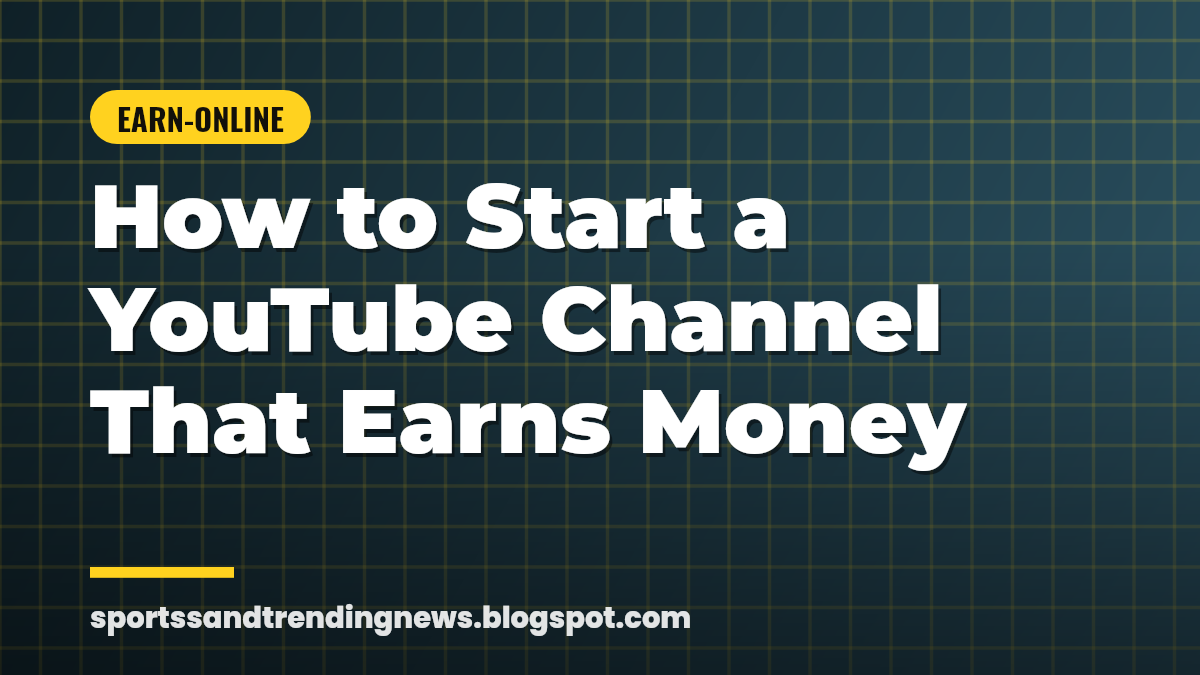 EARN-ONLINE
How to Start a
YouTube Channel
That Earns Money
sportssandtrendingnews.blogspot.com